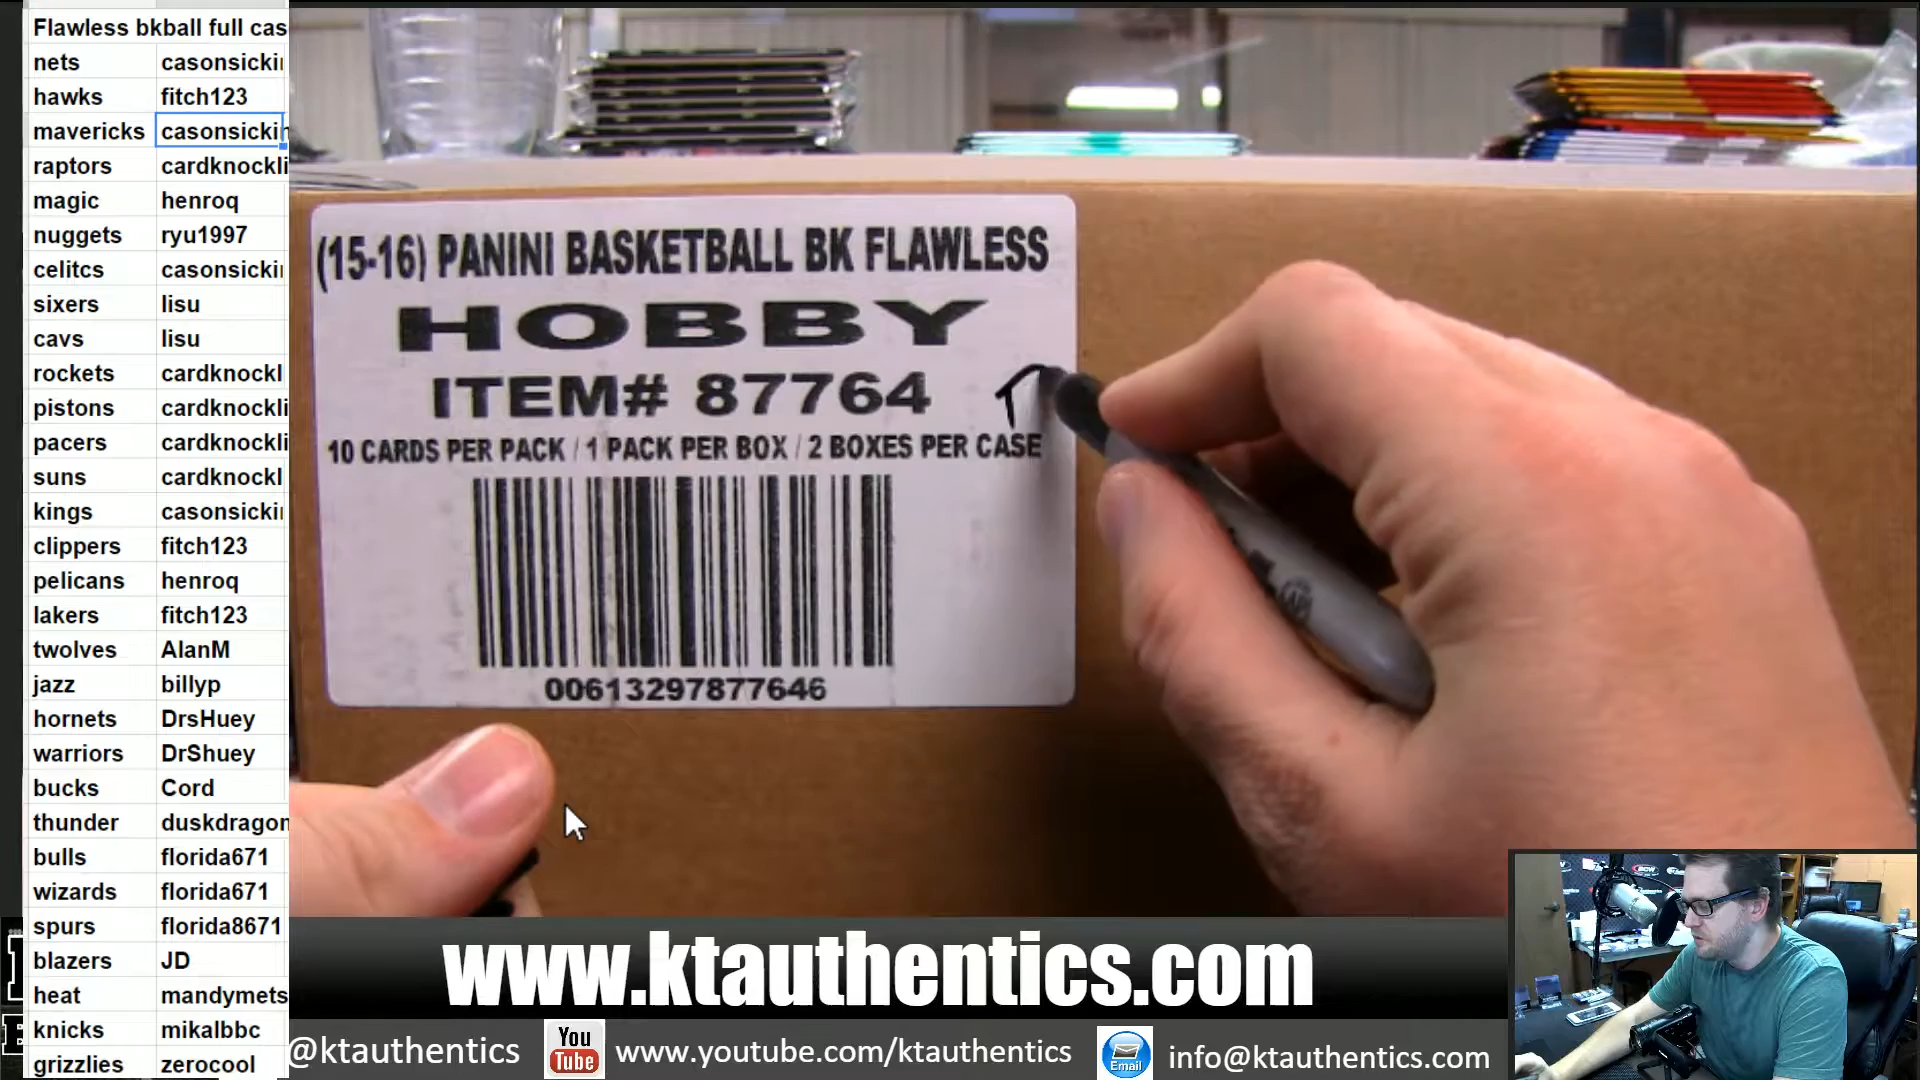 Flawless bkball full cas
nets casonsickin
hawks fitch123
mavericks casonsickin
raptors cardknockli
magic henroq
nuggets ryu1997
celitcs casonsickin
sixers lisu
cavs lisu
rockets cardknockl
pistons cardknockli
pacers cardknockli
suns cardknockl
kings casonsickin
clippers fitch123
pelicans henroq
lakers fitch123
twolves AlanM
jazz billyp
hornets DrsHuey
warriors DrShuey
bucks Cord
thunder duskdragon
bulls florida671
wizards florida671
spurs florida8671
blazers JD
heat mandymets
knicks mikalbbc
grizzlies zerocool
(15-16) PANINI BASKETBALL BK FLAWLESS
HOBBY
ITEM# 87764
10 CARDS PER PACK / 1 PACK PER BOX / 2 BOXES PER CASE
00613297877646
www.ktauthentics.com
@ktauthentics You Tube www.youtube.com/ktauthentics Email info@ktauthentics.com